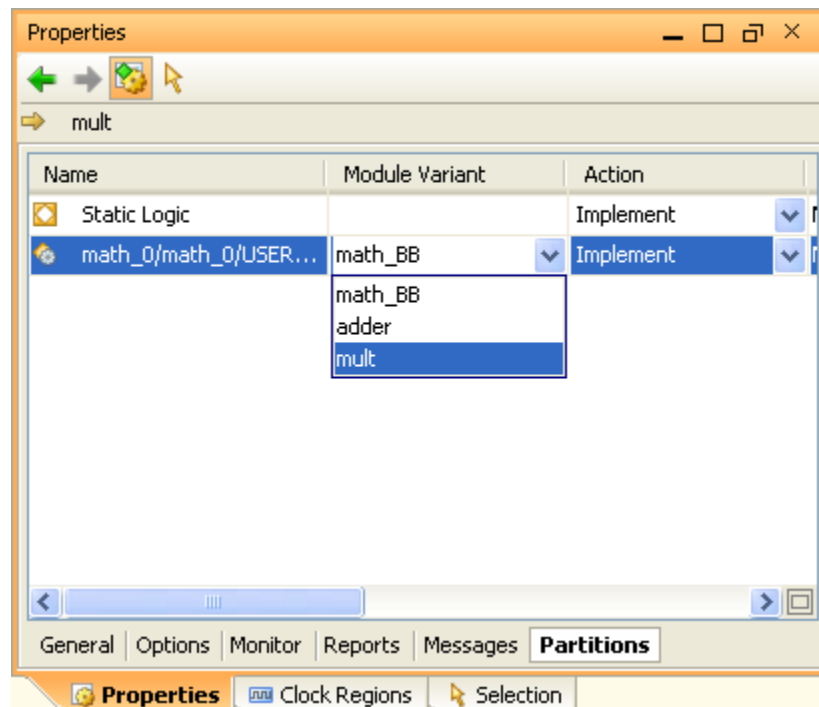 Properties
mult
Name Module Variant Action
Static Logic Implement
math_0/math_0/USER... math_BB Implement
math_BB
adder
mult
General Options Monitor Reports Messages Partitions
Properties Clock Regions Selection